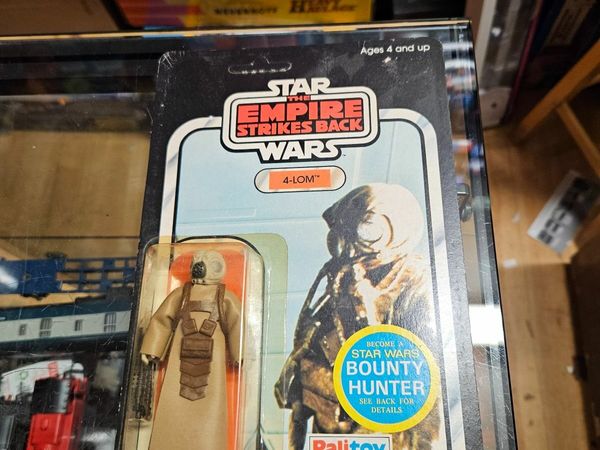 Ages 4 and up
STAR
THE
EMPIRE
STRIKES BACK
WARS™
4-LOM™
BECOME A
STAR WARS
BOUNTY
HUNTER
SEE BACK FOR
DETAILS
Palitoy